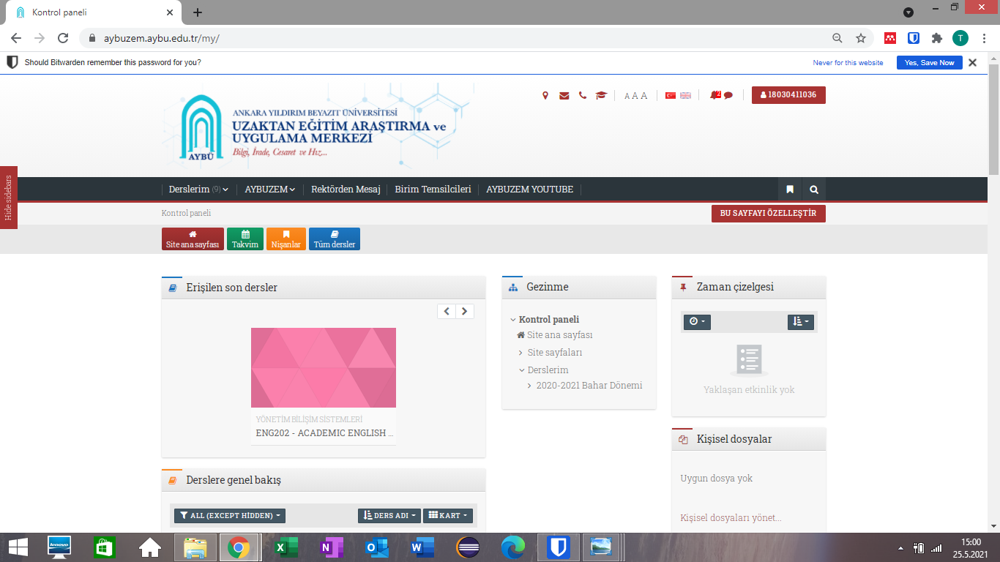 Kontrol paneli
aybuzem.aybu.edu.tr/my/
T
Should Bitwarden remember this password for you?
Never for this website
Yes, Save Now
ANKARA YILDIRIM BEYAZIT ÜNİVERSİTESİ
UZAKTAN EĞİTİM ARAŞTIRMA ve
UYGULAMA MERKEZİ
Bilgi, İrade, Cesaret ve Hız...
AYBÜ
A A A
2
18030411036
Hide sidebars
Derslerim (9)
AYBUZEM
Rektörden Mesaj
Birim Temsilcileri
AYBUZEM YOUTUBE
Kontrol paneli
BU SAYFAYI ÖZELLEŞTİR
Site ana sayfası
Takvim
Nişanlar
Tüm dersler
Erişilen son dersler
YÖNETİM BİLİŞİM SİSTEMLERİ
ENG202 - ACADEMIC ENGLISH ...
Derslere genel bakış
ALL (EXCEPT HIDDEN)
DERS ADI
KART
Gezinme
Kontrol paneli
Site ana sayfası
Site sayfaları
Derslerim
2020-2021 Bahar Dönemi
Zaman çizelgesi
Yaklaşan etkinlik yok
Kişisel dosyalar
Uygun dosya yok
Kişisel dosyaları yönet...
lenovo
15:00
25.5.2021